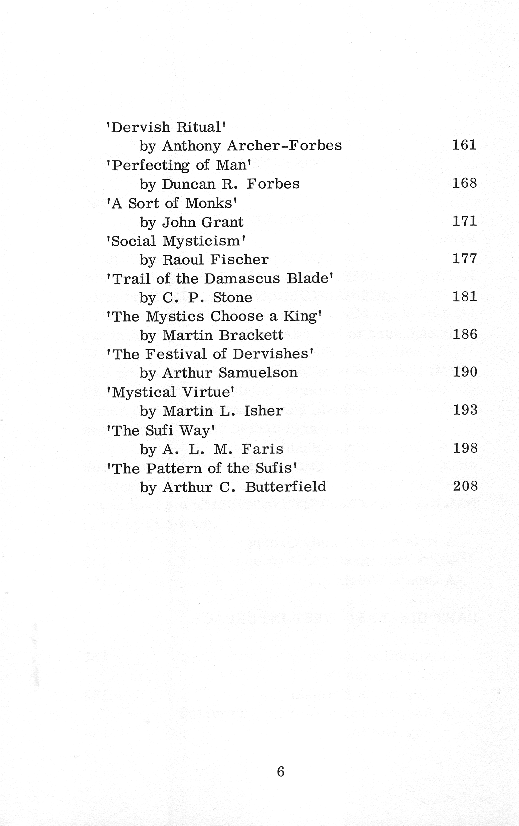 'Dervish Ritual'
by Anthony Archer-Forbes 161
'Perfecting of Man'
by Duncan R. Forbes 168
'A Sort of Monks'
by John Grant 171
'Social Mysticism'
by Raoul Fischer 177
'Trail of the Damascus Blade'
by C. P. Stone 181
'The Mystics Choose a King'
by Martin Brackett 186
'The Festival of Dervishes'
by Arthur Samuelson 190
'Mystical Virtue'
by Martin L. Isher 193
'The Sufi Way'
by A. L. M. Faris 198
'The Pattern of the Sufis'
by Arthur C. Butterfield 208
6